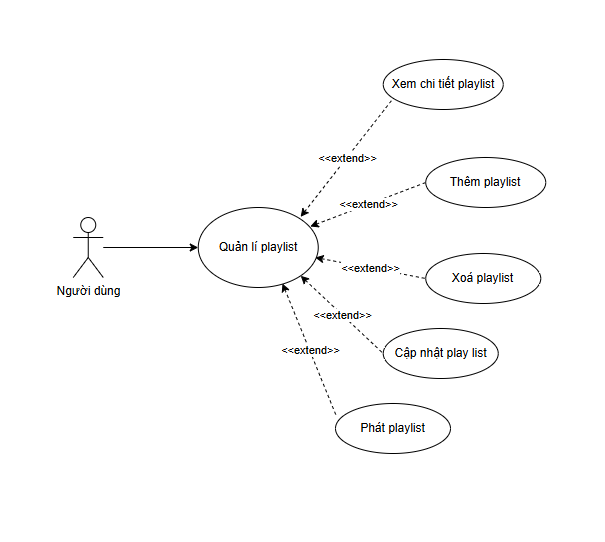 Xem chi tiết playlist
<<extend>>
Thêm playlist
<<extend>>
Quản lí playlist
<<extend>>
Xoá playlist
Người dùng
<<extend>>
<<extend>>
Cập nhật play list
Phát playlist